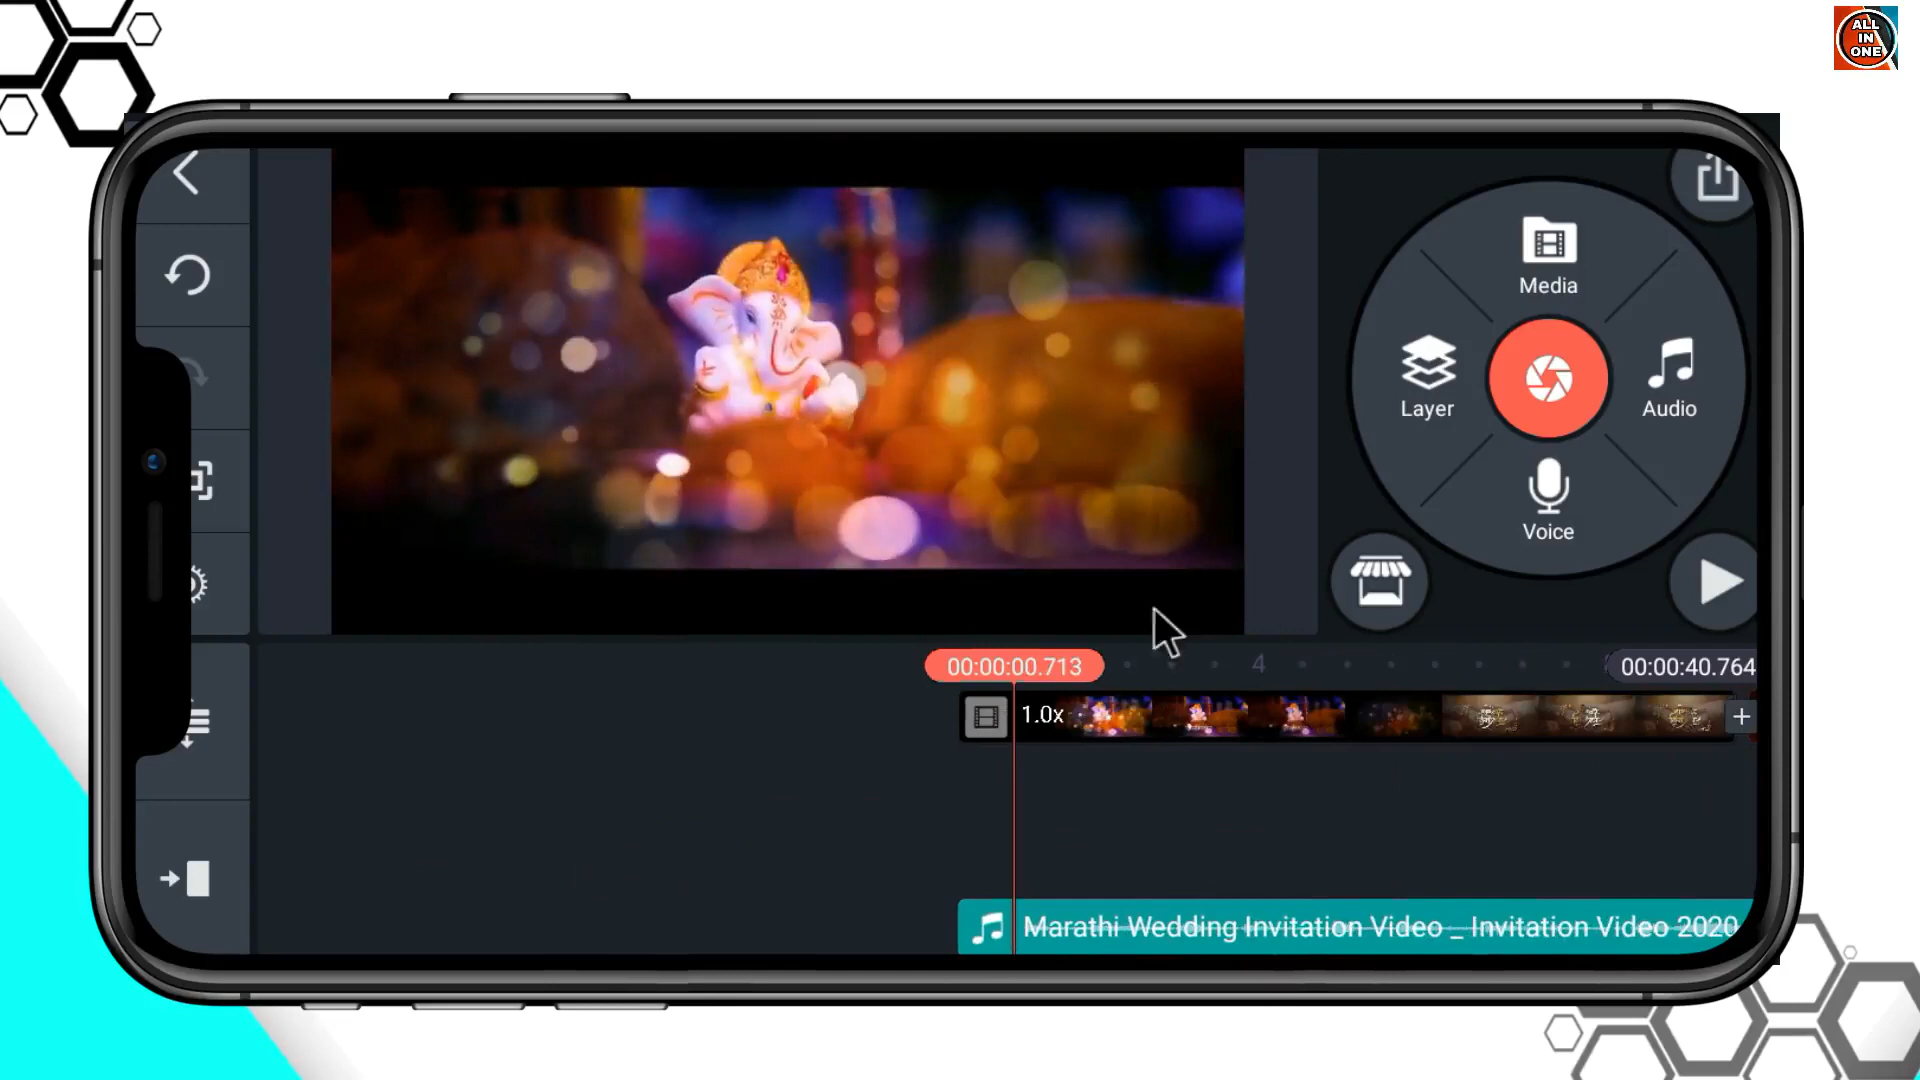 ALL
IN
ONE
Media
Layer
Audio
Voice
00:00:00.713
4
00:00:40.764
1.0x
Marathi Wedding Invitation Video _ Invitation Video 2020